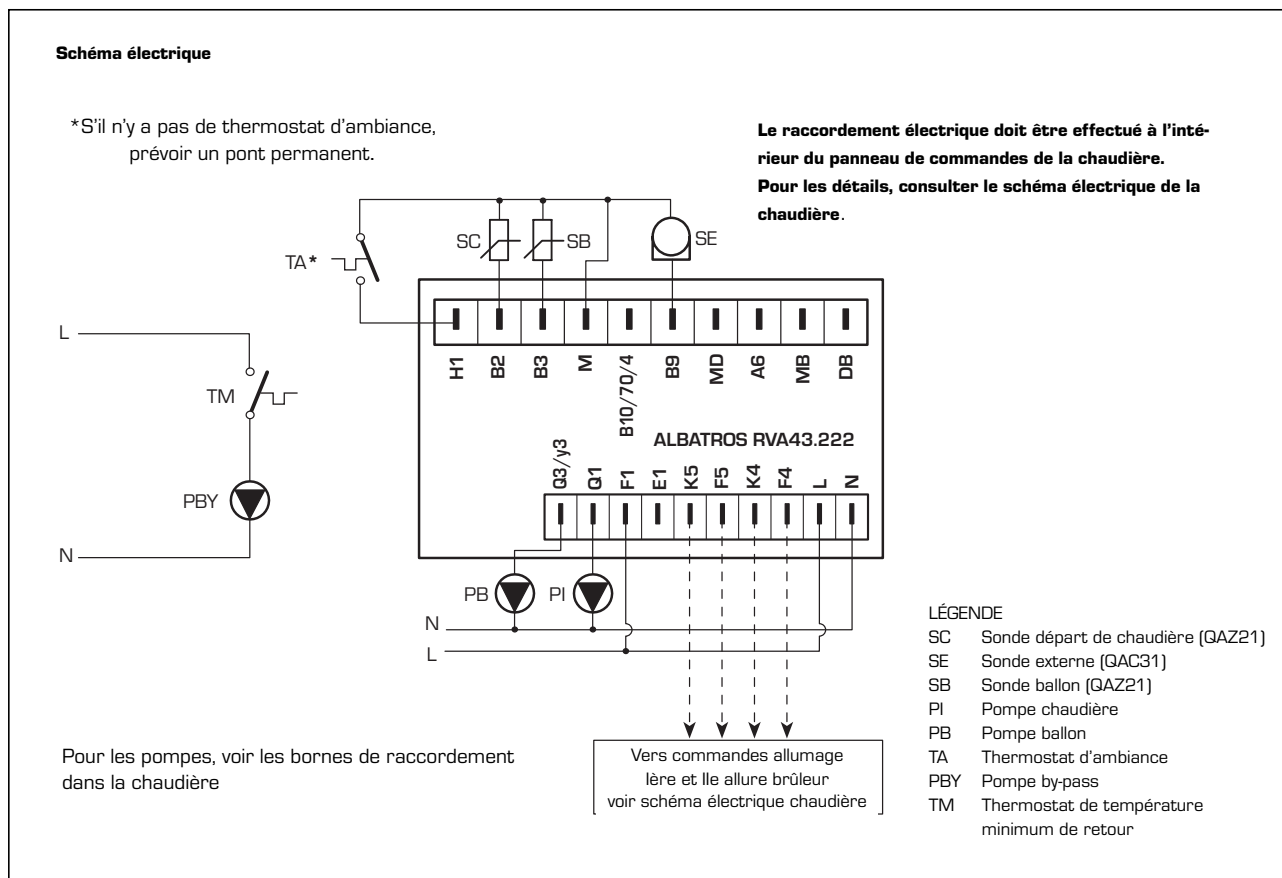 Schéma électrique
*S'il n'y a pas de thermostat d'ambiance,
prévoir un pont permanent.
Le raccordement électrique doit être effectué à l'inté-
rieur du panneau de commandes de la chaudière.
Pour les détails, consulter le schéma électrique de la
chaudière.
SC
SB
SE
TA*
L
TM
PBY
N
H1
B2
B3
M
B10/70/4
B9
MD
A6
MB
DB
ALBATROS RVA43.222
Q3/y3
Q1
F1
E1
K5
F5
K4
F4
L
N
PB
PI
N
L
Pour les pompes, voir les bornes de raccordement
dans la chaudière
Vers commandes allumage
Ière et IIe allure brûleur
voir schéma électrique chaudière
LÉGENDE
SC Sonde départ de chaudière (QAZ21)
SE Sonde externe (QAC31)
SB Sonde ballon (QAZ21)
PI Pompe chaudière
PB Pompe ballon
TA Thermostat d'ambiance
PBY Pompe by-pass
TM Thermostat de température
minimum de retour